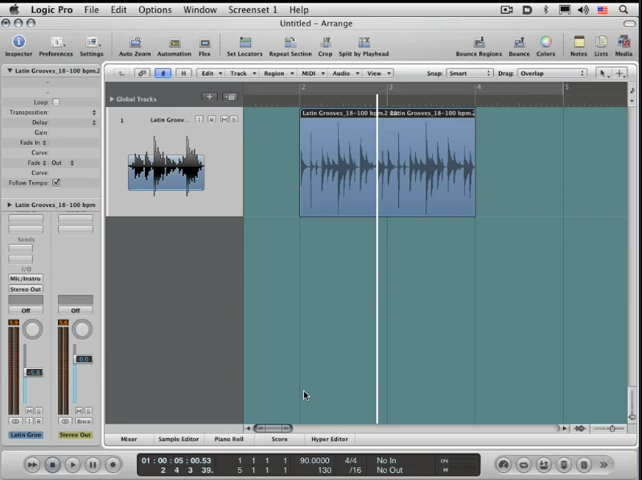 Logic Pro File Edit Options Window Screenset 1 Help
Untitled - Arrange
Inspector Preferences Settings Auto Zoom Automation Flex Set Locators Repeat Section Crop Split by Playhead Bounce Regions Bounce Colors Notes Lists Media
Latin Grooves_18-100 bpm.2
Edit Track Region MIDI Audio View Snap: Smart Drag: Overlap
Loop:
Transposition:
Delay:
Gain:
Fade In
Curve:
Fade Out
Curve:
Follow Tempo:
Latin Grooves_18-100 bpm
Global Tracks
2 3 4 5
1 Latin Groov... I R M S
Latin Grooves_18-100 bpm.2
Latin Grooves_18-100 bpm.2
Sends
I/O
Mic/Instru
Stereo Out
Off Off
M S M
Bnce
Latin Groo Stereo Out
Mixer Sample Editor Piano Roll Score Hyper Editor
01: 00: 05: 00.53 1 1 1 1 90.0000 4/4 No In
2 4 3 39. 5 1 1 1 130 /16 No Out
CPU